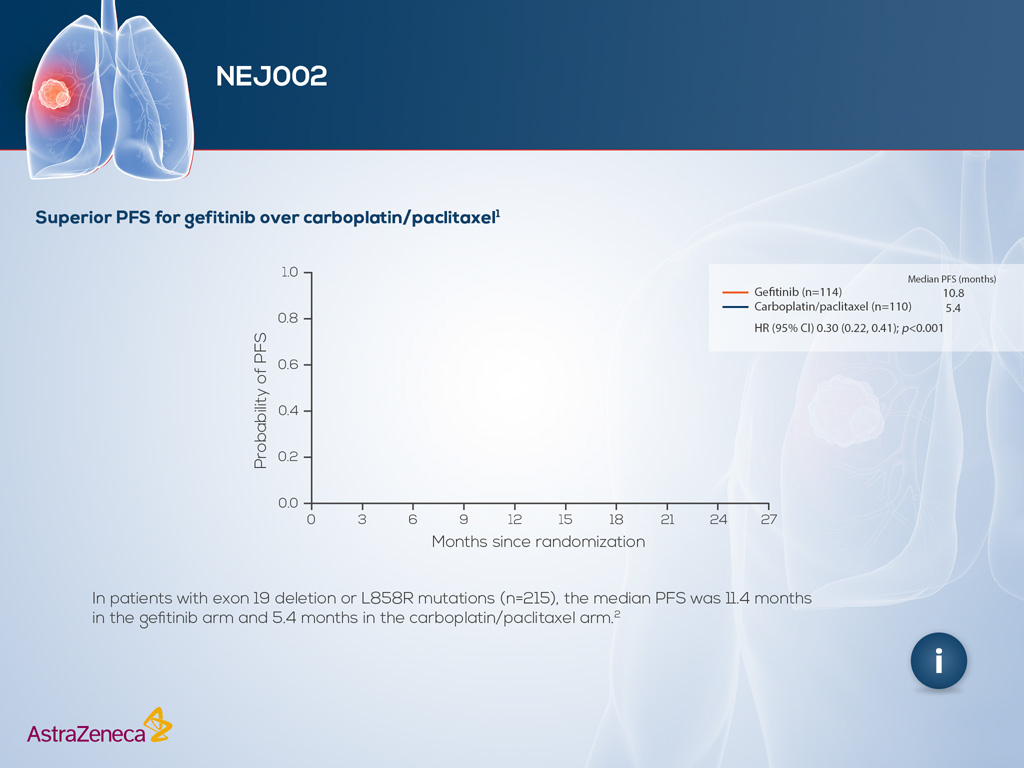 NEJ002
Superior PFS for gefitinib over carboplatin/paclitaxel¹
Median PFS (months)
Gefitinib (n=114) 10.8
Carboplatin/paclitaxel (n=110) 5.4
HR (95% CI) 0.30 (0.22, 0.41); p<0.001
Probability of PFS
1.0
0.8
0.6
0.4
0.2
0.0
0 3 6 9 12 15 18 21 24 27
Months since randomization
In patients with exon 19 deletion or L858R mutations (n=215), the median PFS was 11.4 months
in the gefitinib arm and 5.4 months in the carboplatin/paclitaxel arm.²
i
AstraZeneca